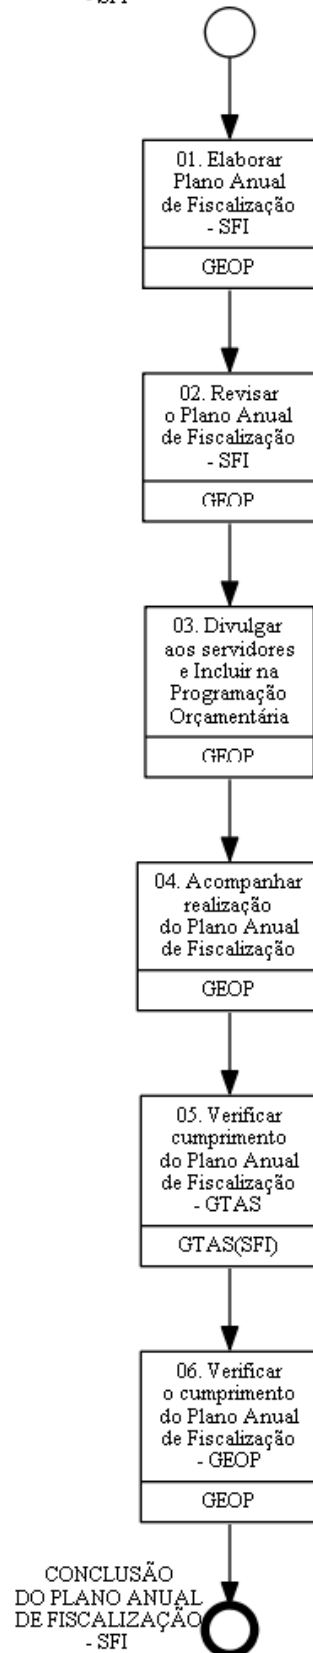 - SFI
01. Elaborar
Plano Anual
de Fiscalização
- SFI
GEOP
02. Revisar
o Plano Anual
de Fiscalização
- SFI
GEOP
03. Divulgar
aos servidores
e Incluir na
Programação
Orçamentária
GEOP
04. Acompanhar
realização
do Plano Anual
de Fiscalização
GEOP
05. Verificar
cumprimento
do Plano Anual
de Fiscalização
- GTAS
GTAS(SFI)
06. Verificar
o cumprimento
do Plano Anual
de Fiscalização
- GEOP
GEOP
CONCLUSÃO
DO PLANO ANUAL
DE FISCALIZAÇÃO
- SFI